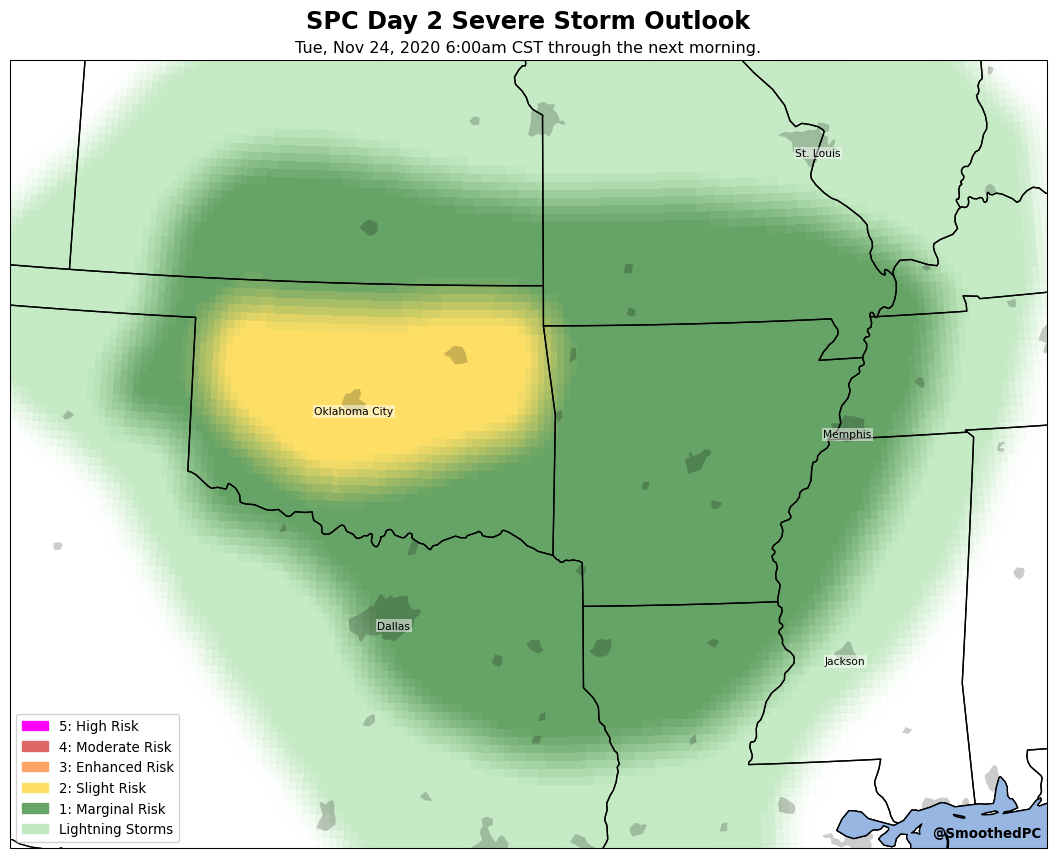 SPC Day 2 Severe Storm Outlook
Tue, Nov 24, 2020 6:00am CST through the next morning.
St. Louis
Oklahoma City
Memphis
Dallas
Jackson
5: High Risk
4: Moderate Risk
3: Enhanced Risk
2: Slight Risk
1: Marginal Risk
Lightning Storms
@SmoothedPC